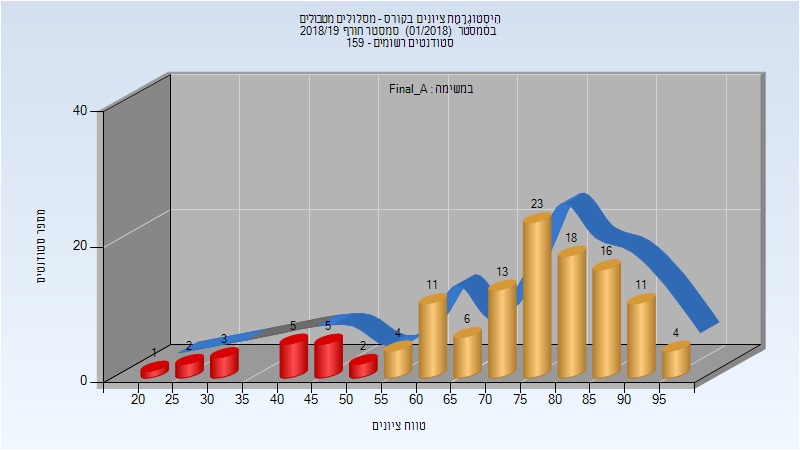 היסטוגרמת ציונים בקורס - מסלולים מטבולים
בסמסטר (01/2018) סמסטר חורף 2018/19
סטודנטים רשומים - 159
במשימה : Final_A
מספר סטודנטים
40
20
0
1
2
3
5
5
2
4
11
6
13
23
18
16
11
4
20 25 30 35 40 45 50 55 60 65 70 75 80 85 90 95
טווח ציונים